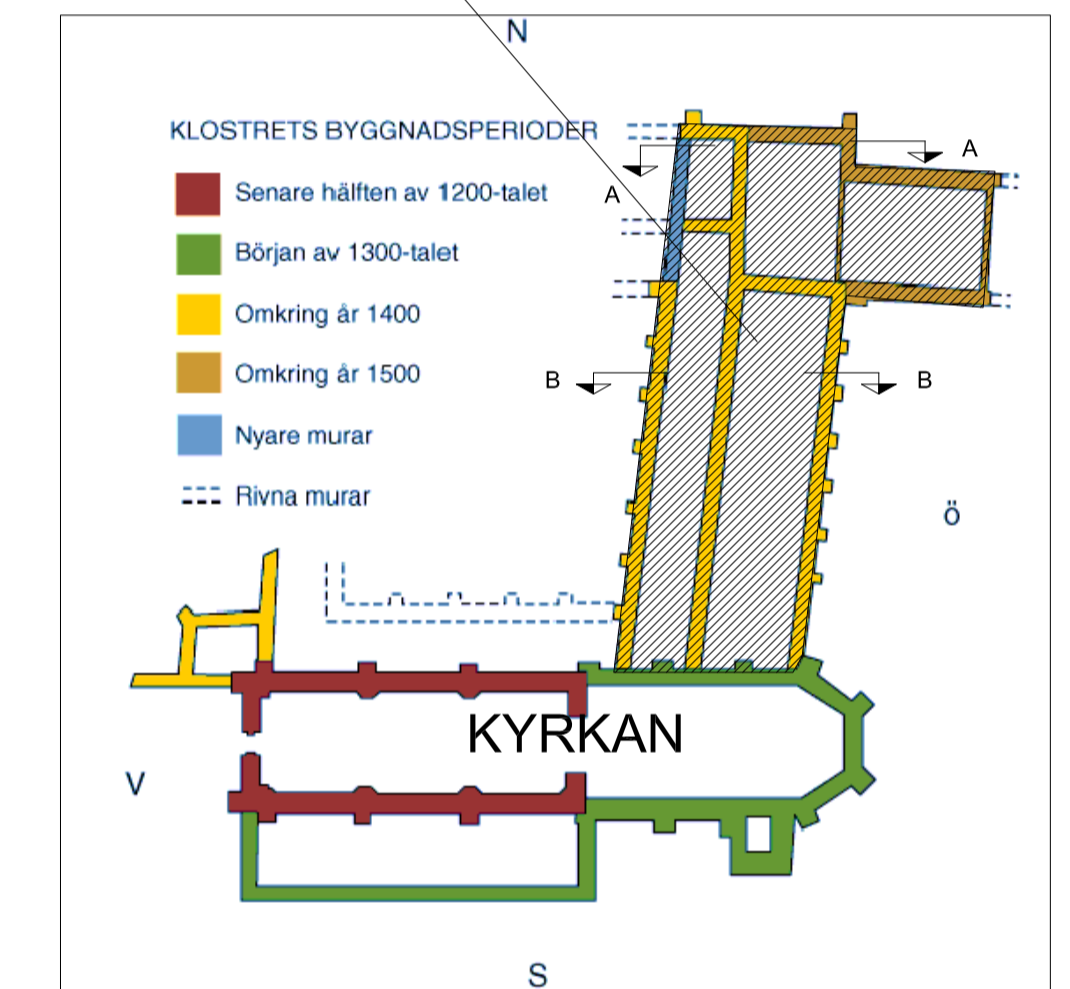 N
KLOSTRETS BYGGNADSPERIODER
A
A
Senare hälften av 1200-talet
Början av 1300-talet
Omkring år 1400
Omkring år 1500
B
B
Nyare murar
Rivna murar
Ö
KYRKAN
V
S